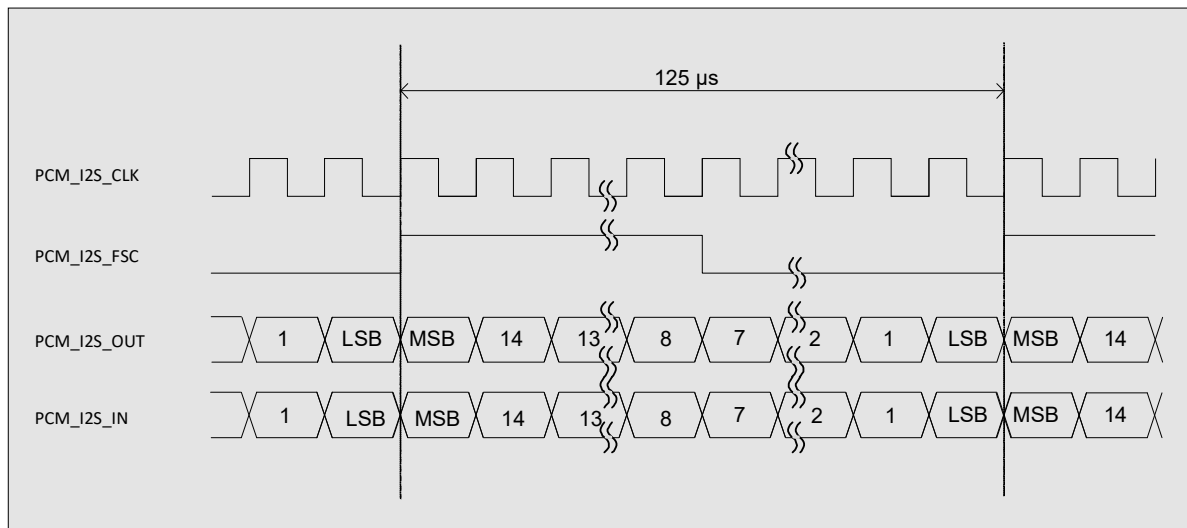 125 µs
PCM_I2S_CLK
PCM_I2S_FSC
PCM_I2S_OUT 1 LSB MSB 14 13 8 7 2 1 LSB MSB 14
PCM_I2S_IN 1 LSB MSB 14 13 8 7 2 1 LSB MSB 14